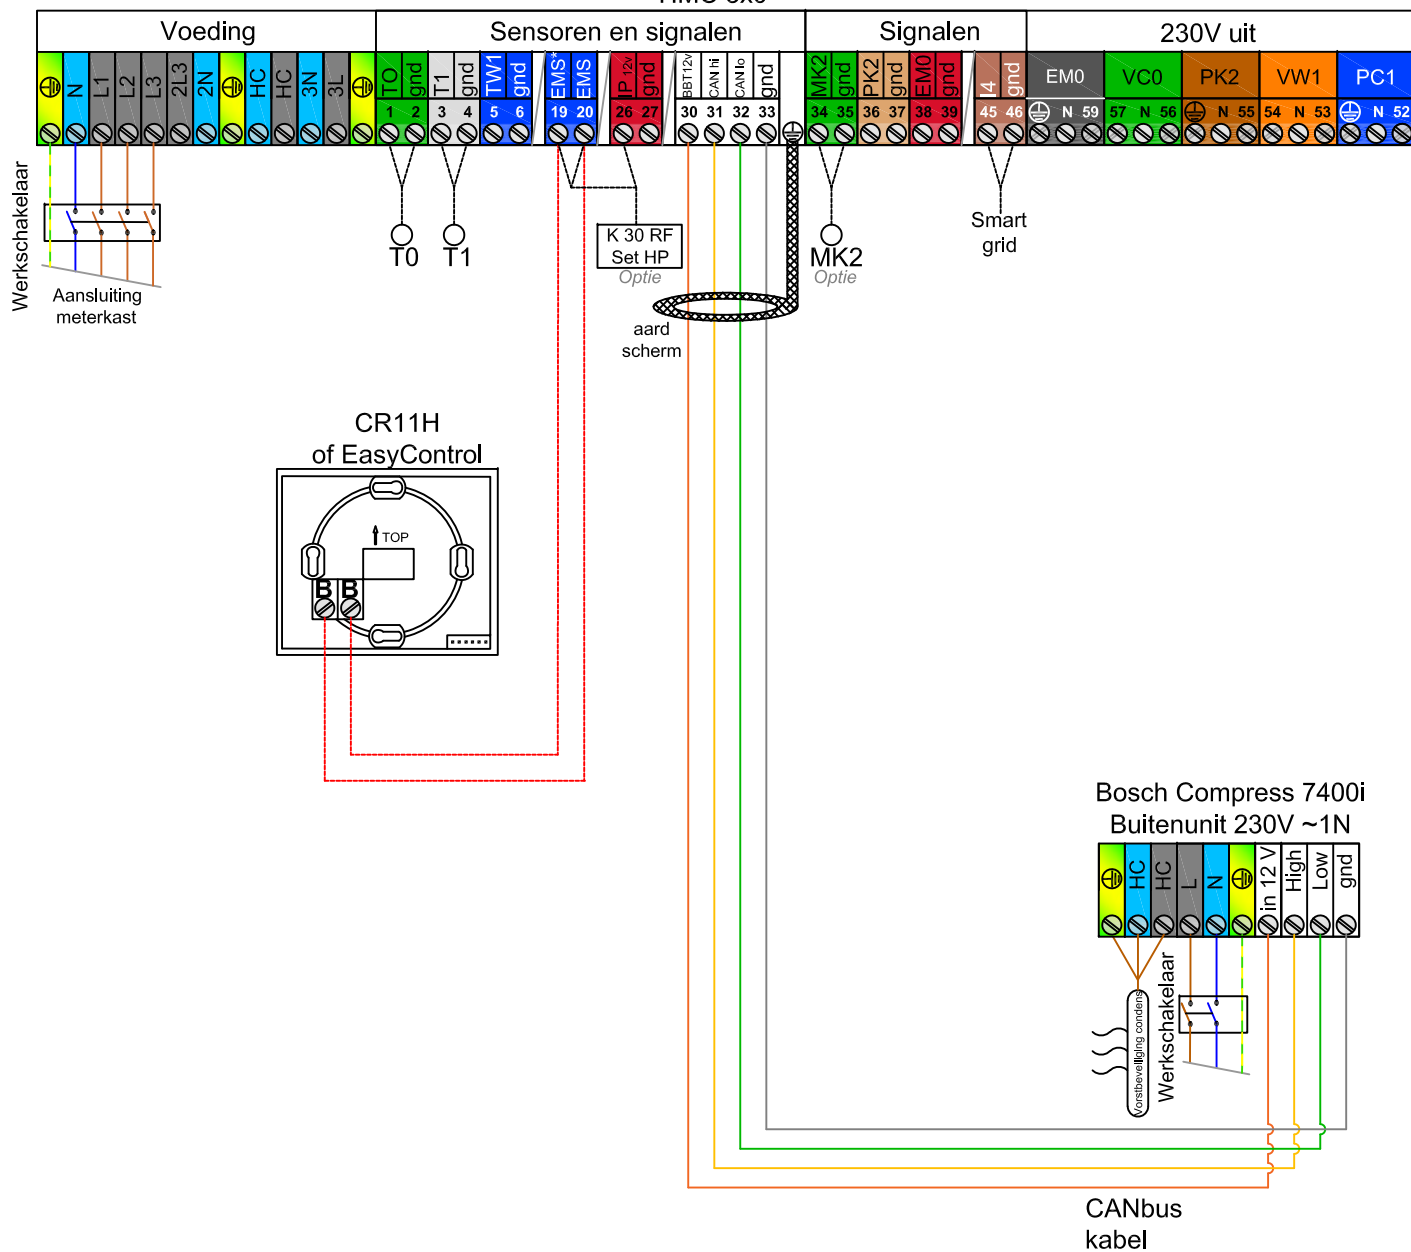 Voeding
Sensoren en signalen
Signalen
230V uit
N
L1
L2
L3
2L3
2N
HC
HC
3N
3L
TO
gnd
T1
gnd
TW1
gnd
EMS*
EMS
IP 12v
gnd
BBT12v
CAN hi
CAN lo
gnd
MK2
gnd
PK2
gnd
EM0
gnd
I4
gnd
EM0
VC0
PK2
VW1
PC1
1 2 3 4 5 6 19 20 26 27 30 31 32 33 34 35 36 37 38 39 45 46 N 59 57 N 56 N 55 54 N 53 N 52
Werkschakelaar
Aansluiting
meterkast
T0
T1
K 30 RF
Set HP
Optie
MK2
Optie
Smart
grid
aard
scherm
CR11H
of EasyControl
TOP
B B
Bosch Compress 7400i
Buitenunit 230V ~1N
HC
HC
L
N
in 12 V
High
Low
gnd
Vorstbeveiliging condens
Werkschakelaar
CANbus
kabel